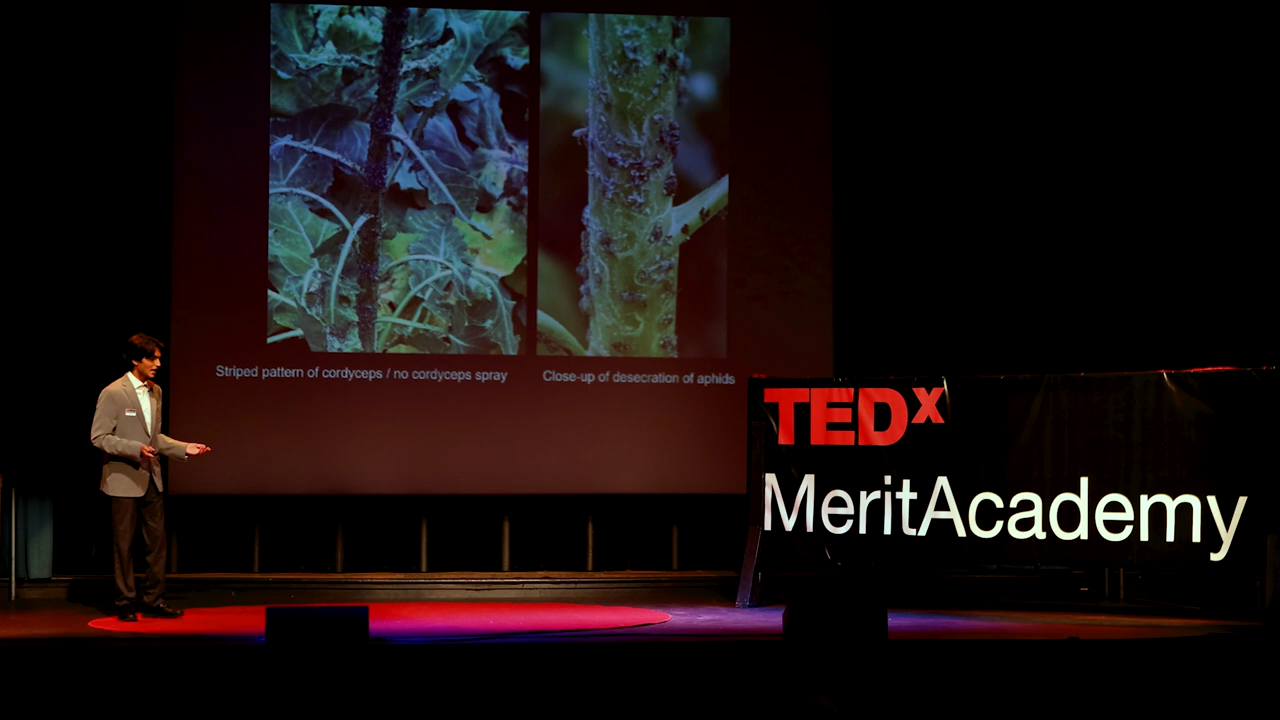 Striped pattern of cordyceps / no cordyceps spray
Close-up of desecration of aphids
TEDx
MeritAcademy